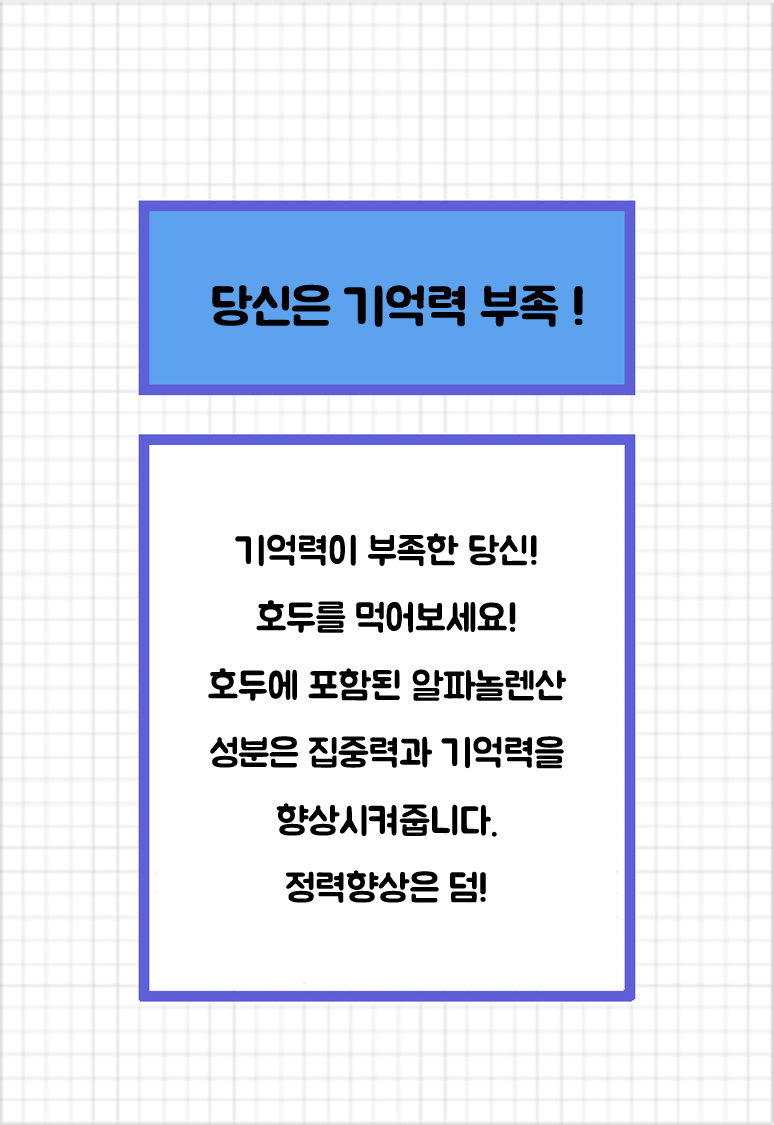 당신은 기억력 부족 !
기억력이 부족한 당신!
호두를 먹어보세요!
호두에 포함된 알파놀렌산
성분은 집중력과 기억력을
향상시켜줍니다.
정력향상은 덤!